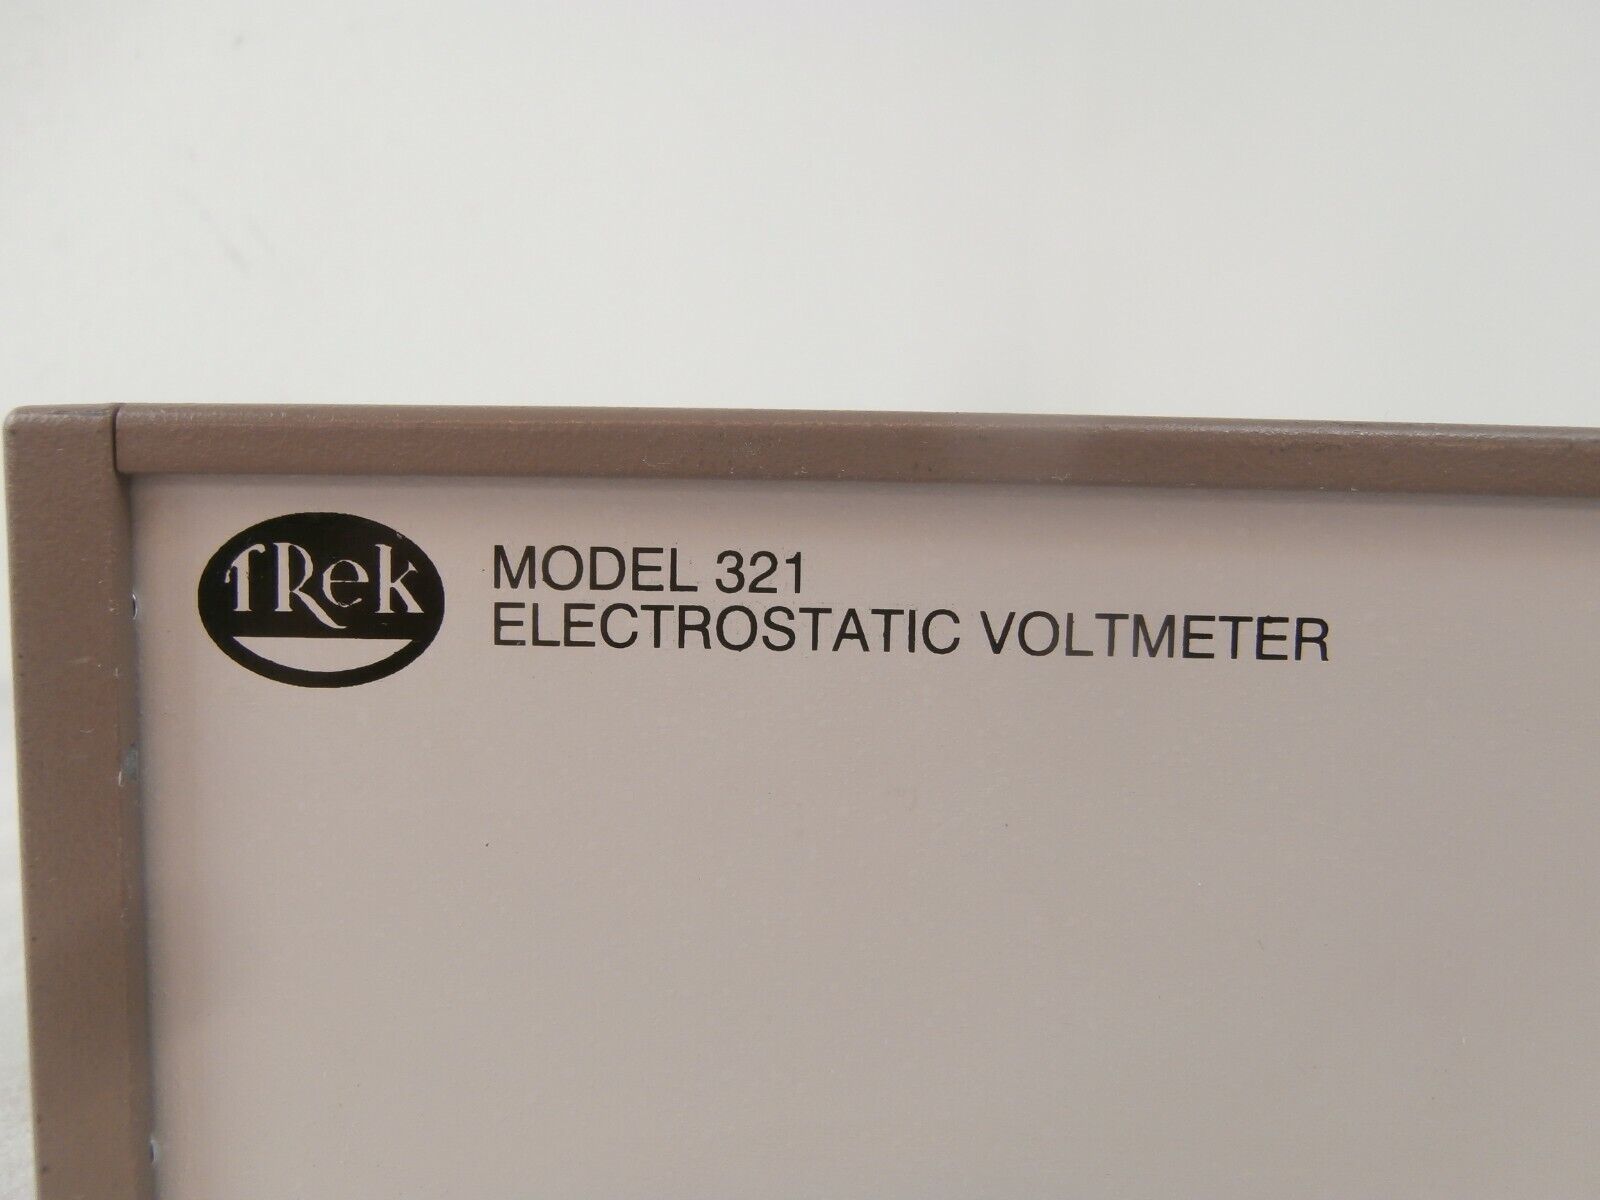 TRek
MODEL 321
ELECTROSTATIC VOLTMETER